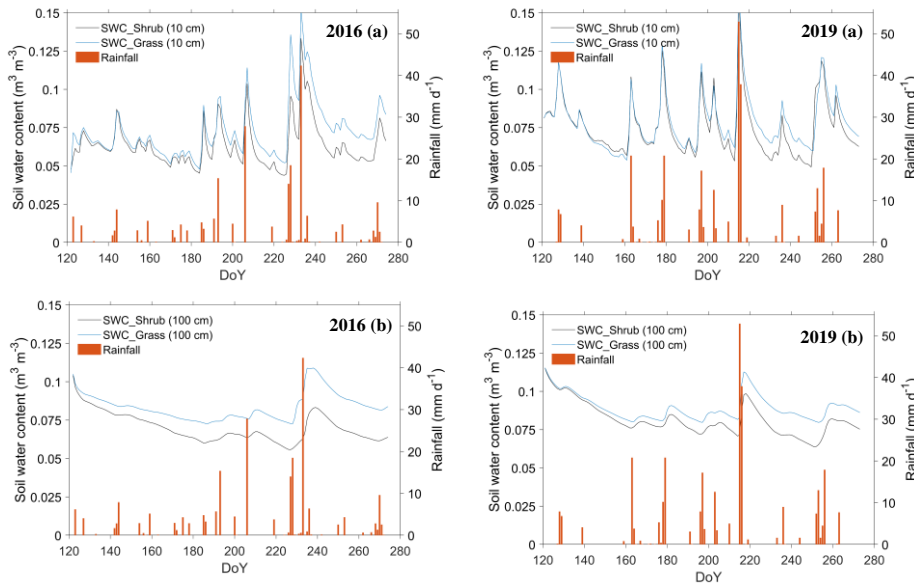 2016 (a)
SWC_Shrub (10 cm)
SWC_Grass (10 cm)
Rainfall
Soil water content (m³ m⁻³)
Rainfall (mm d⁻¹)
0.15
0.125
0.1
0.075
0.05
0.025
0
50
40
30
20
10
0
120 140 160 180 200 220 240 260 280
DoY
2019 (a)
SWC_Shrub (10 cm)
SWC_Grass (10 cm)
Rainfall
Soil water content (m³ m⁻³)
Rainfall (mm d⁻¹)
0.15
0.125
0.1
0.075
0.05
0.025
0
50
40
30
20
10
0
120 140 160 180 200 220 240 260 280
DoY
2016 (b)
SWC_Shrub (100 cm)
SWC_Grass (100 cm)
Rainfall
Soil water content (m³ m⁻³)
Rainfall (mm d⁻¹)
0.15
0.125
0.1
0.075
0.05
0.025
0
50
40
30
20
10
0
120 140 160 180 200 220 240 260 280
DoY
2019 (b)
SWC_Shrub (100 cm)
SWC_Grass (100 cm)
Rainfall
Soil water content (m³ m⁻³)
Rainfall (mm d⁻¹)
0.15
0.125
0.1
0.075
0.05
0.025
0
50
40
30
20
10
0
120 140 160 180 200 220 240 260 280
DoY